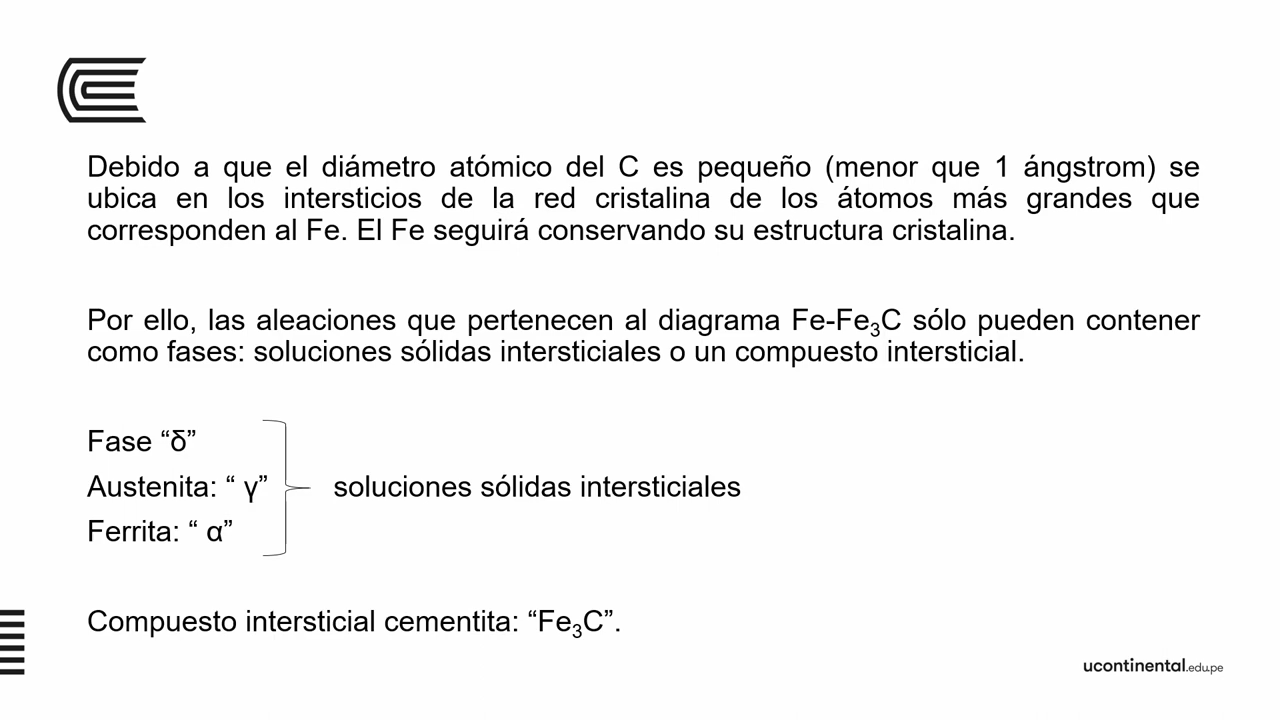 Debido a que el diámetro atómico del C es pequeño (menor que 1 ángstrom) se
ubica en los intersticios de la red cristalina de los átomos más grandes que
corresponden al Fe. El Fe seguirá conservando su estructura cristalina.
Por ello, las aleaciones que pertenecen al diagrama Fe-Fe₃C sólo pueden contener
como fases: soluciones sólidas intersticiales o un compuesto intersticial.
Fase “δ”
Austenita: “ γ”
soluciones sólidas intersticiales
Ferrita: “ α”
Compuesto intersticial cementita: “Fe₃C”.
ucontinental.edu.pe